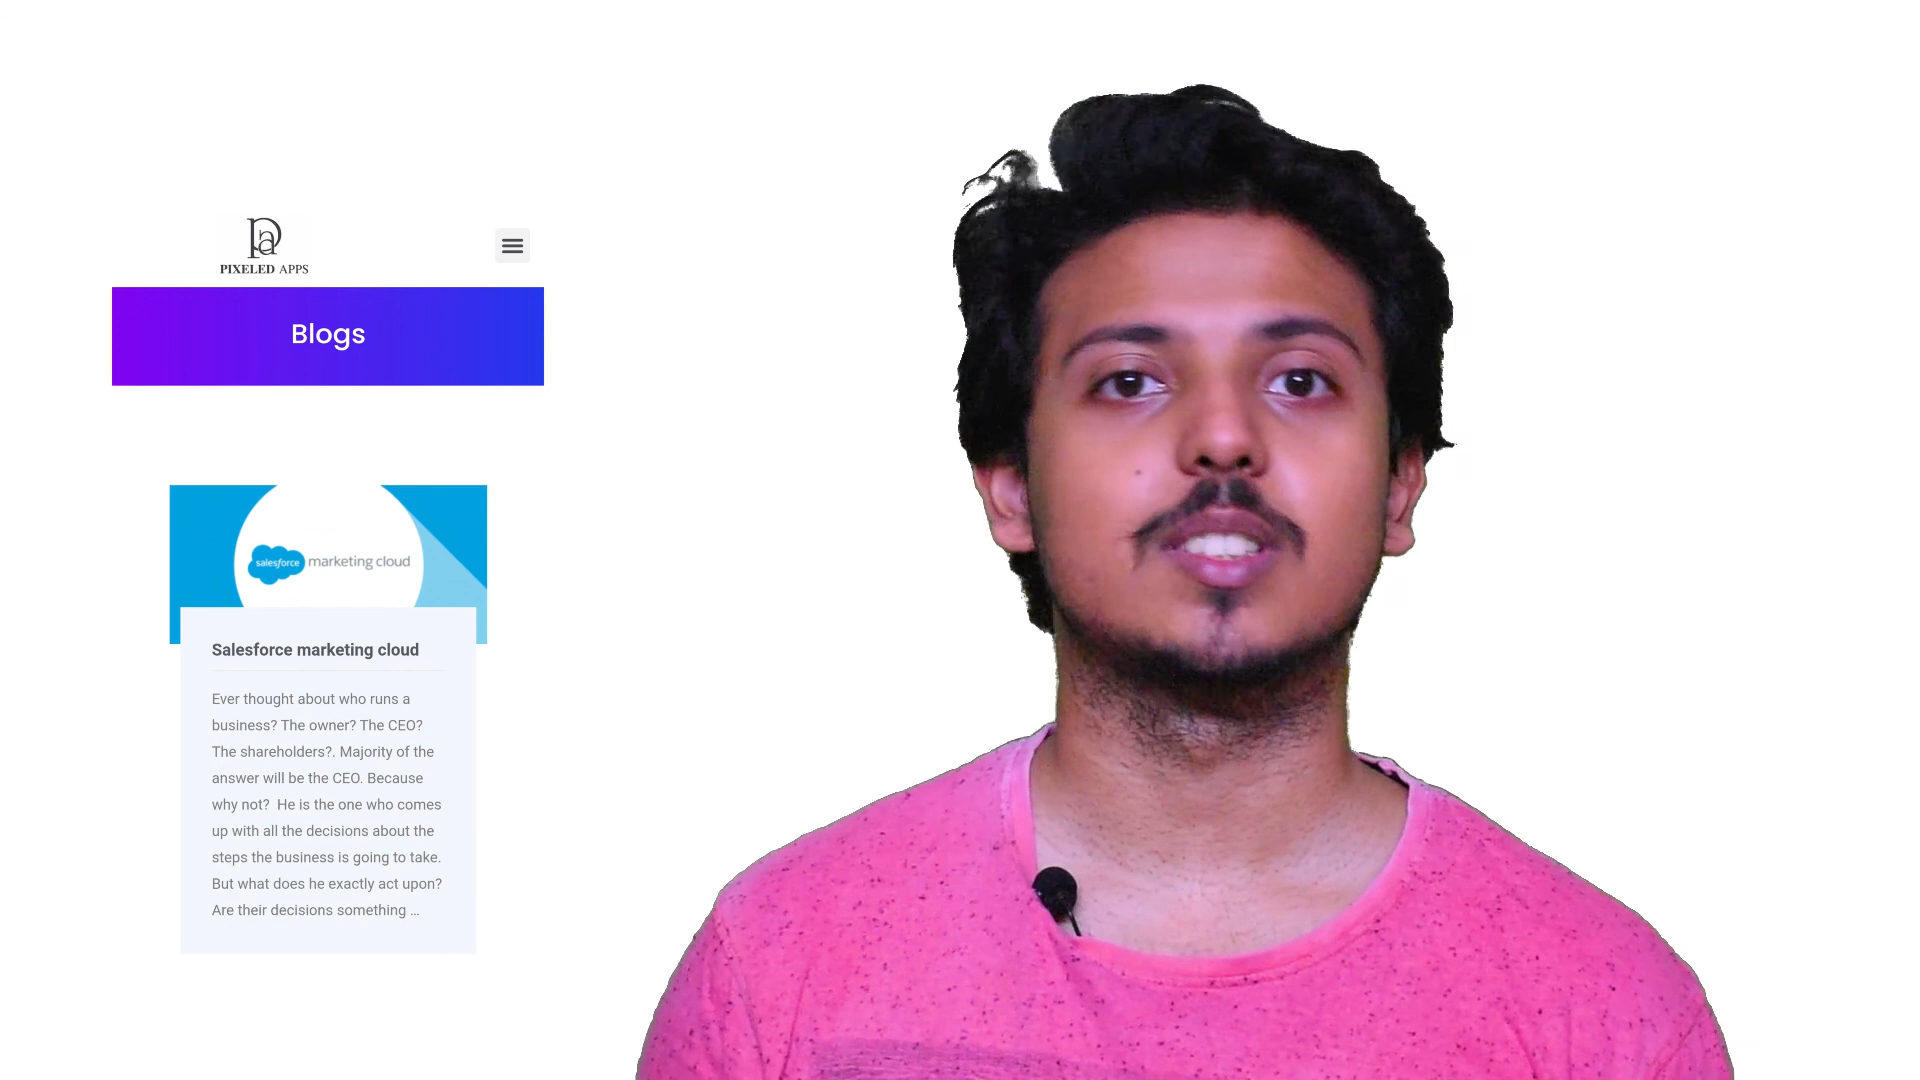 PIXELED APPS
Blogs
salesforce marketing cloud
Salesforce marketing cloud
Ever thought about who runs a
business? The owner? The CEO?
The shareholders?. Majority of the
answer will be the CEO. Because
why not?  He is the one who comes
up with all the decisions about the
steps the business is going to take.
But what does he exactly act upon?
Are their decisions something ...